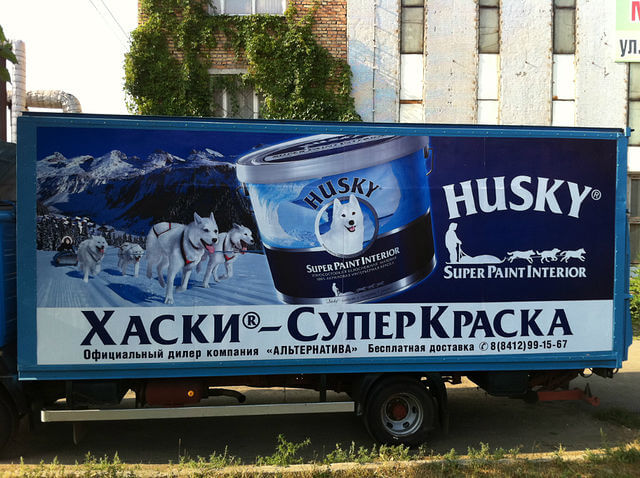 HUSKY
SUPER PAINT INTERIOR
HUSKY®
SUPER PAINT INTERIOR
ХАСКИ®–СУПЕРКРАСКА
Официальный дилер компания «АЛЬТЕРНАТИВА» Бесплатная доставка ✆ 8(8412)99-15-67
ул.